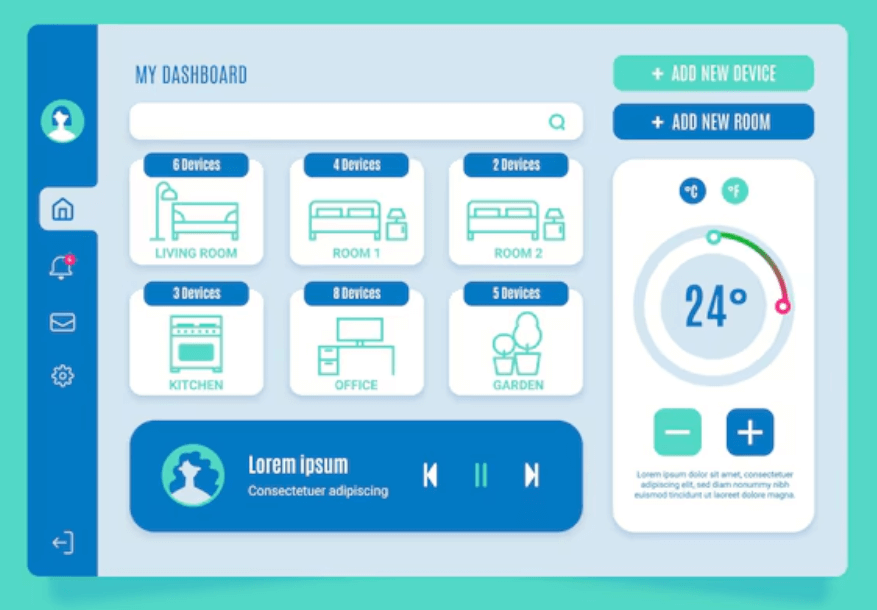 MY DASHBOARD
+ ADD NEW DEVICE
+ ADD NEW ROOM
6 Devices
LIVING ROOM
4 Devices
ROOM 1
2 Devices
ROOM 2
3 Devices
KITCHEN
8 Devices
OFFICE
5 Devices
GARDEN
Lorem ipsum
Consectetuer adipiscing
°C
°F
24°
Lorem ipsum dolor sit amet, consectetuer
adipiscing elit, sed diam nonummy nibh
euismod tincidunt ut laoreet dolore magna.